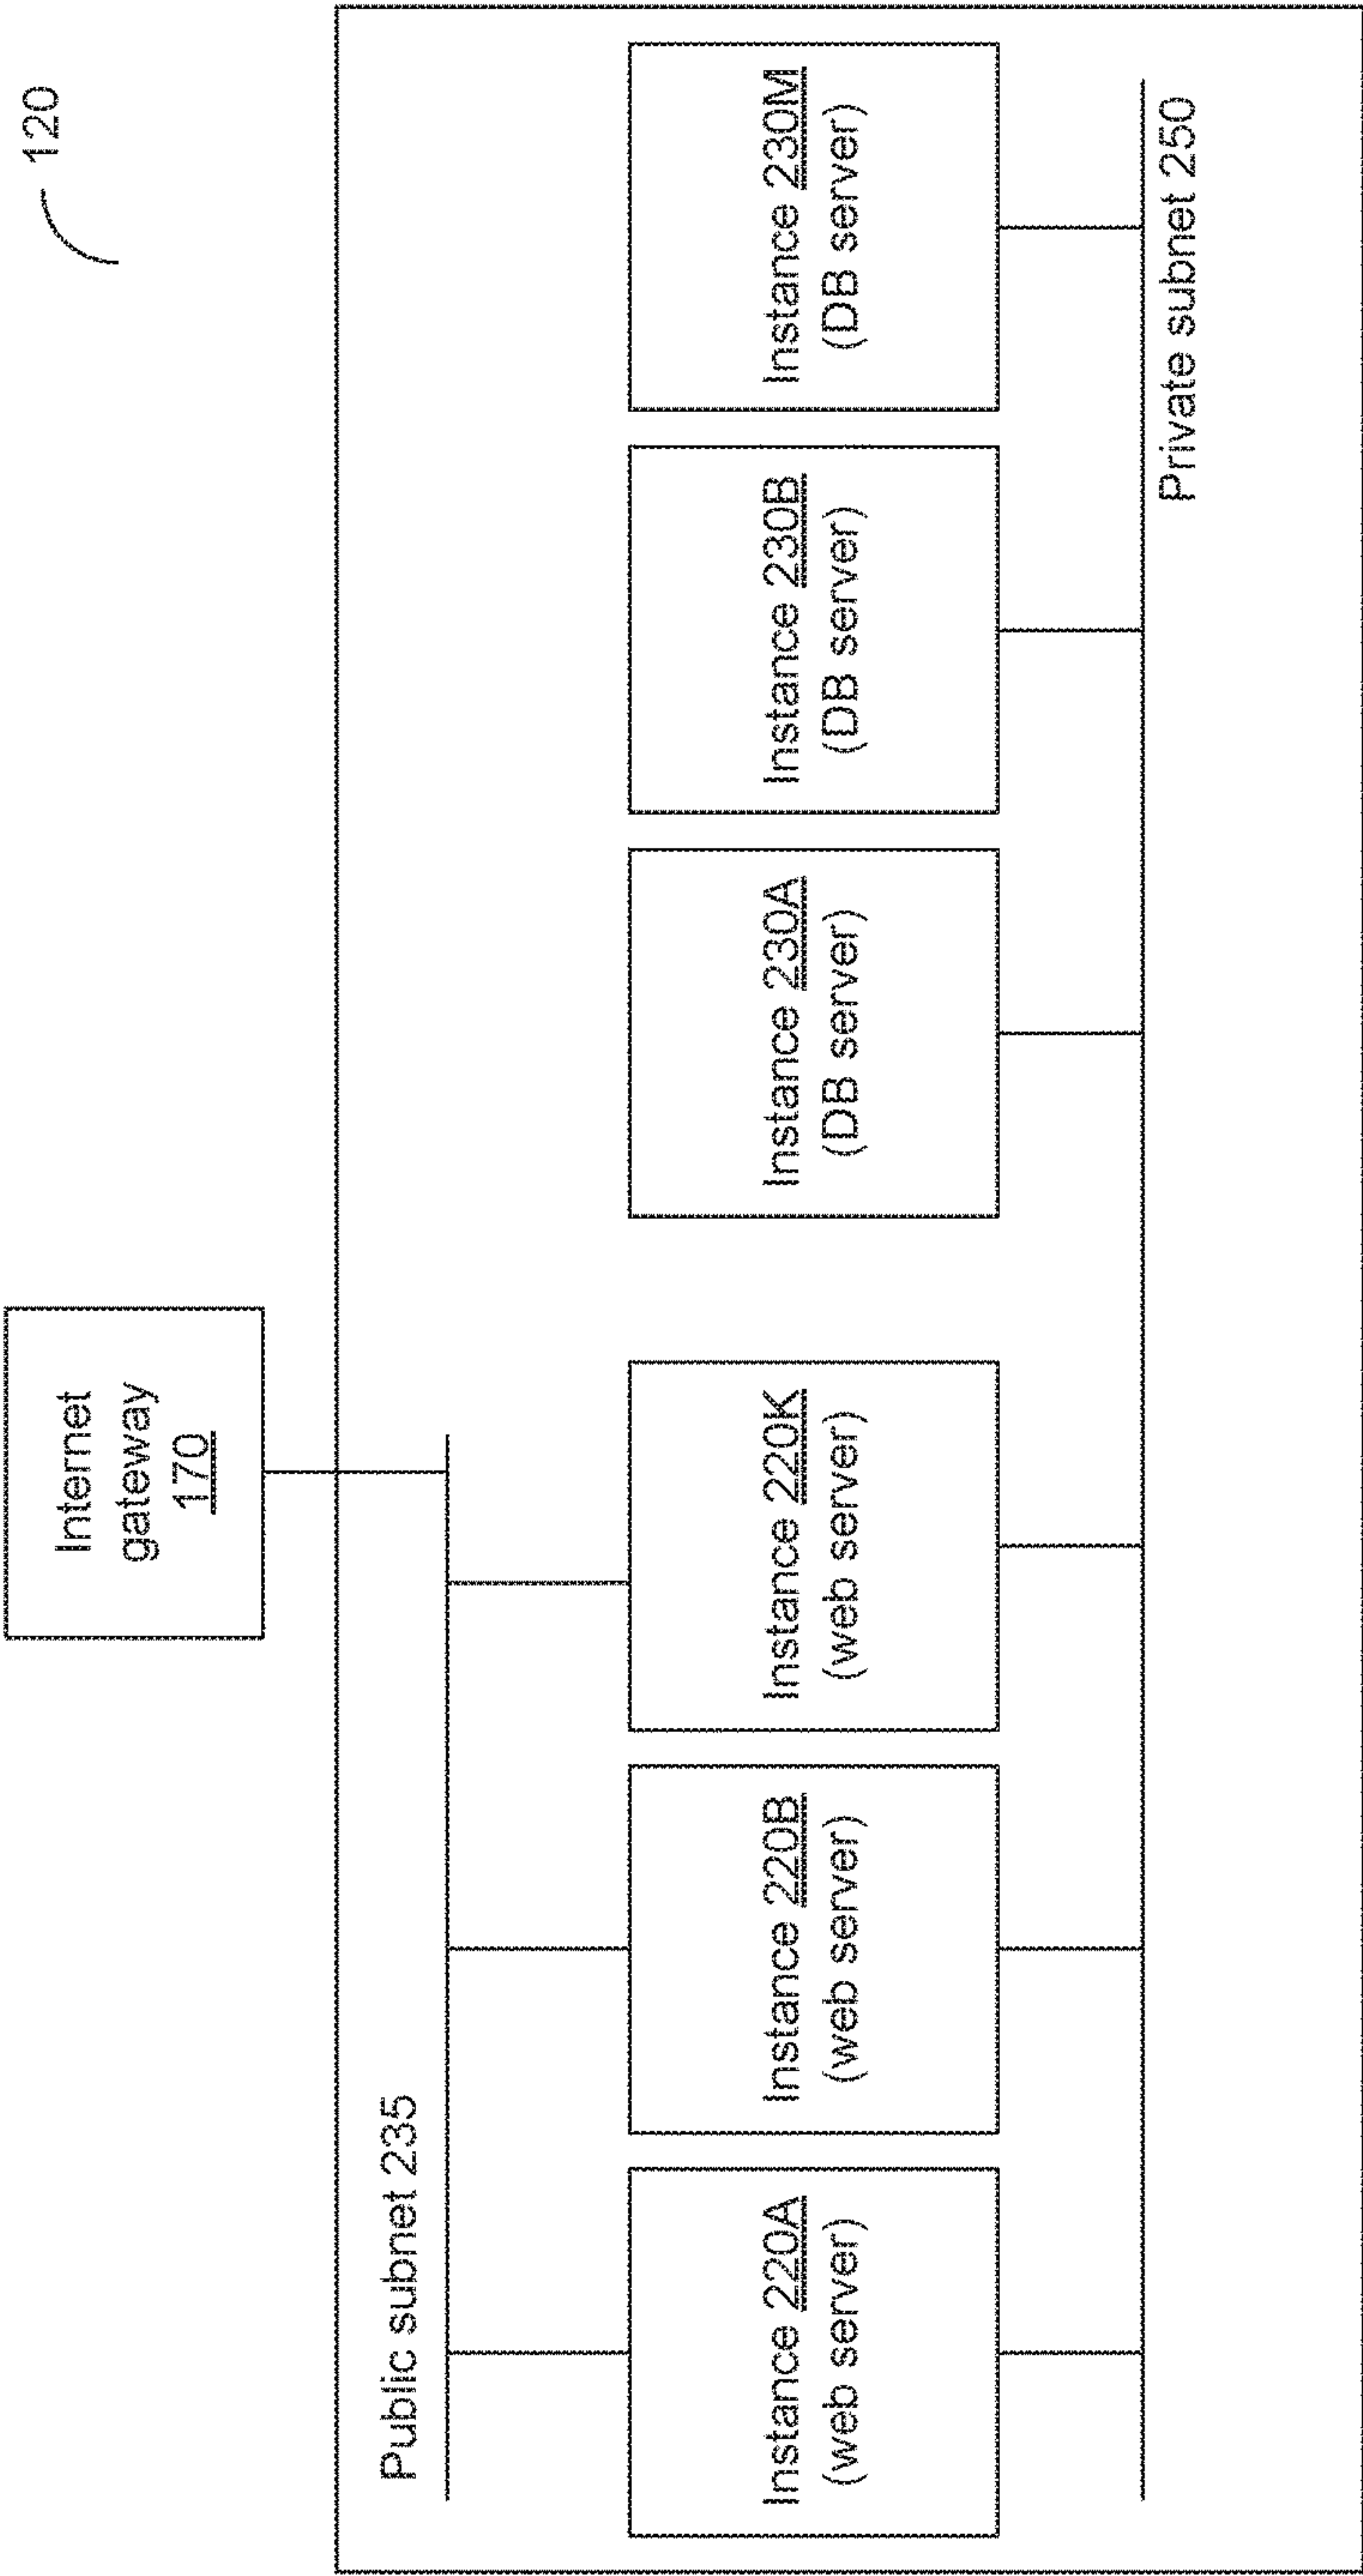 120
Internet
gateway
170
Public subnet 235
Instance 220A
(web server)
Instance 220B
(web server)
Instance 220K
(web server)
Instance 230A
(DB server)
Instance 230B
(DB server)
Instance 230M
(DB server)
Private subnet 250